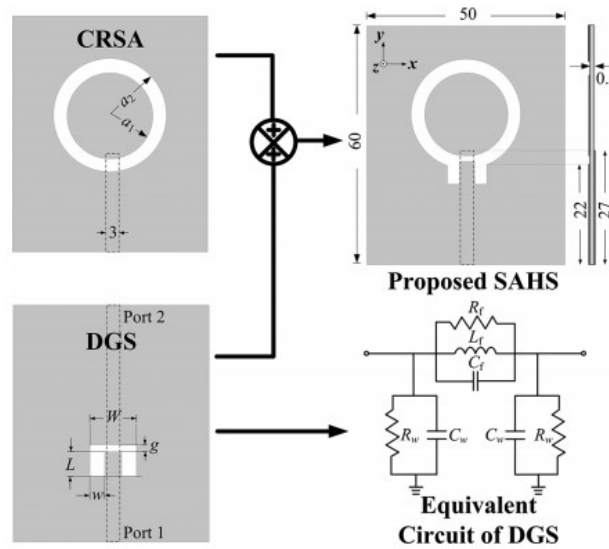 CRSA
a2
a1
3
50
y
z
x
60
0.
22
27
Proposed SAHS
Port 2
DGS
W
g
L
w
Port 1
Rf
Lf
Cf
Rw
Cw
Cw
Rw
Equivalent
Circuit of DGS